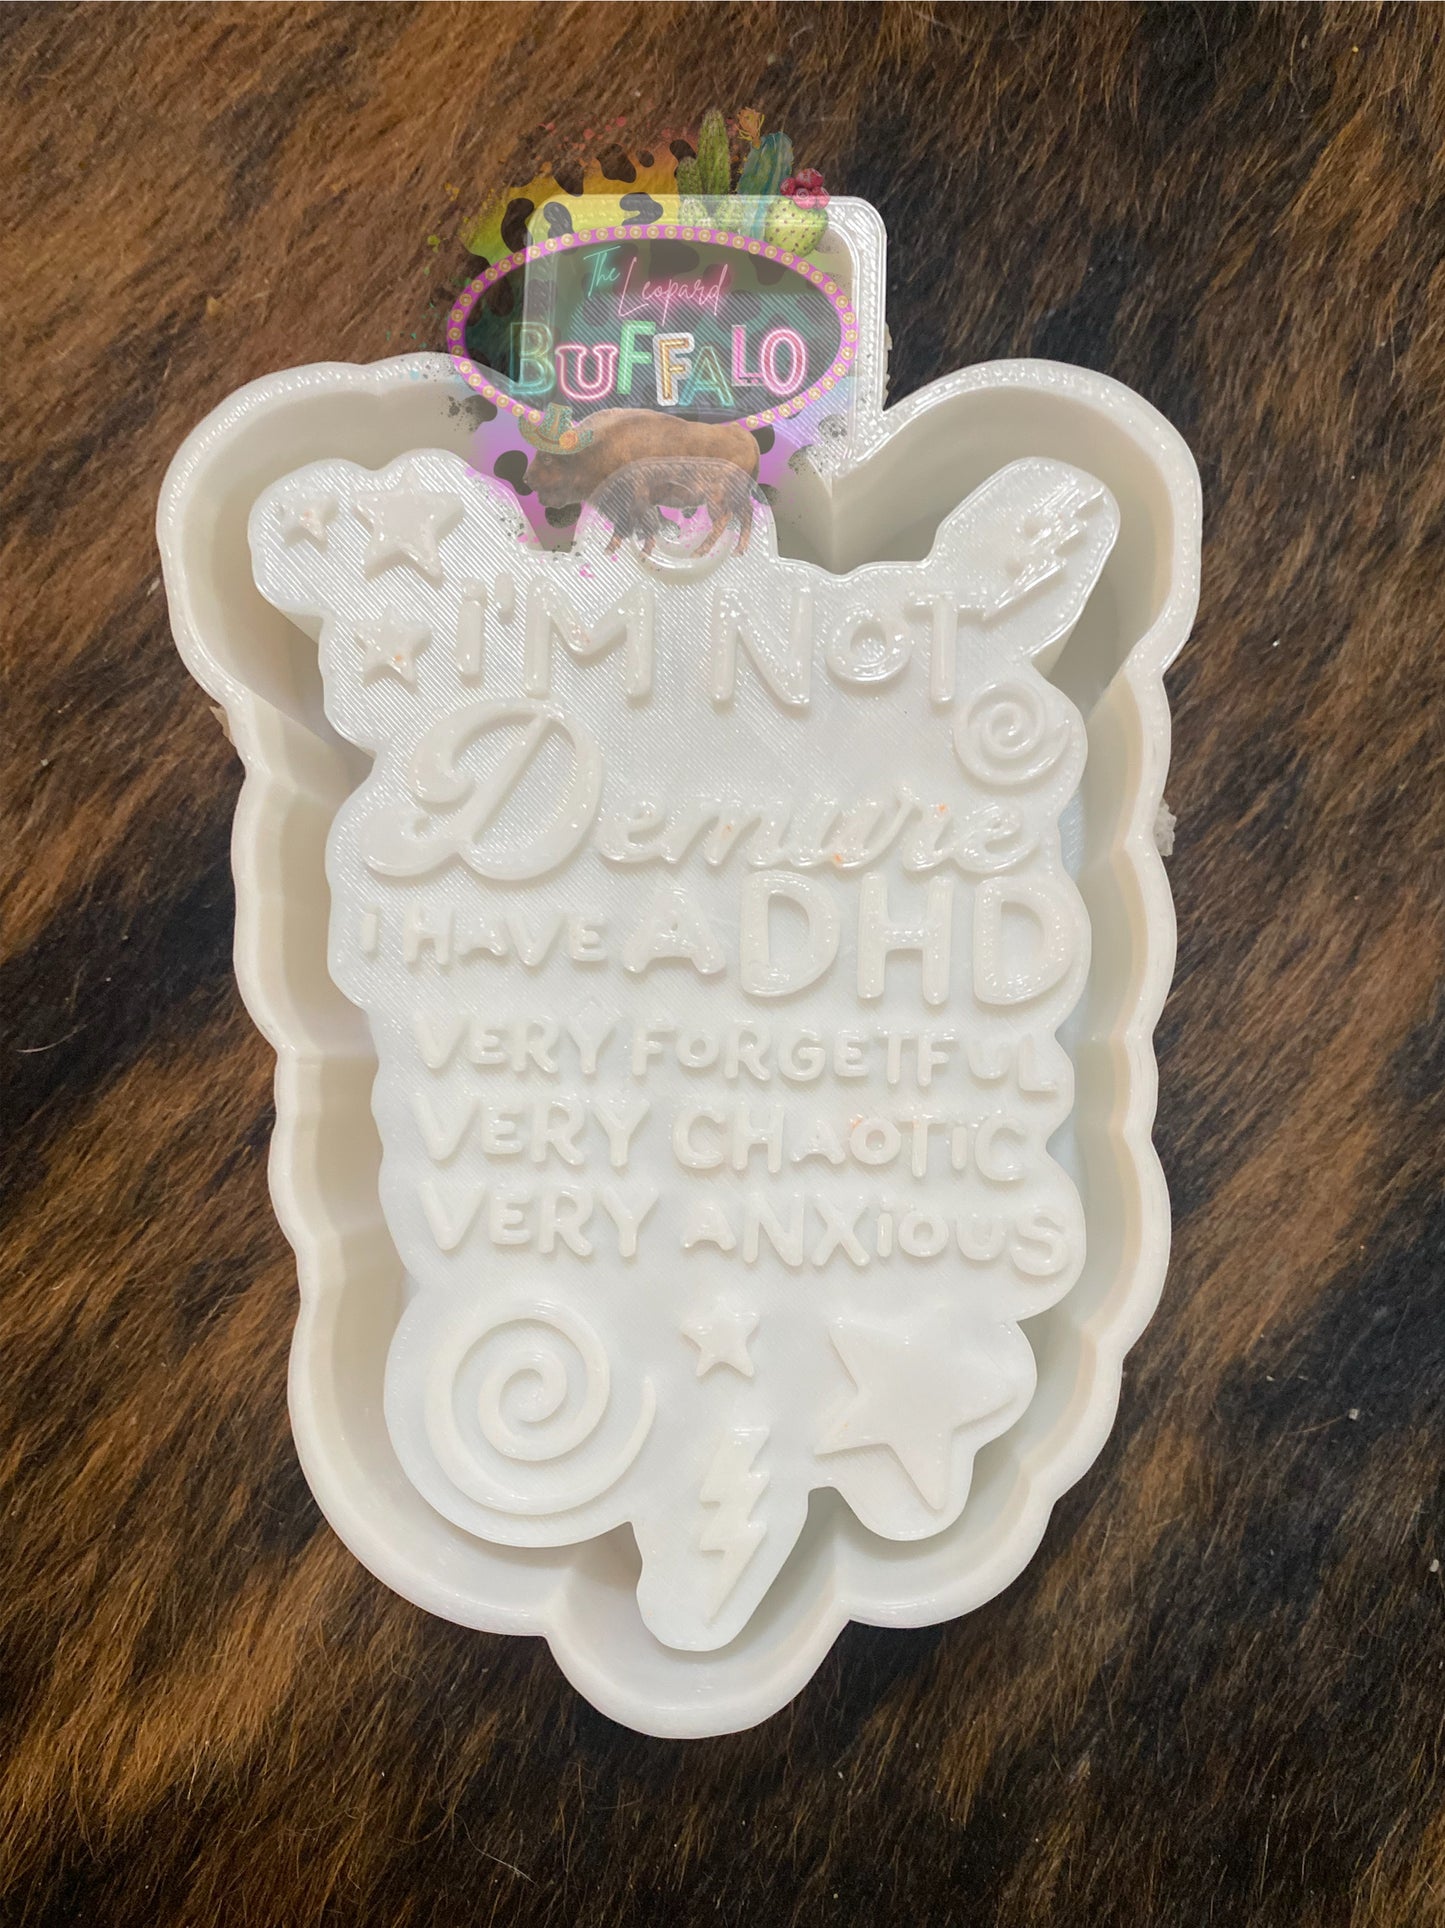 The
Leopard
BUFFALO
i'M NOT
Demure
I HAVE ADHD
VERY FORGETFUL
VERY CHAOTiC
VERY ANXiOUS